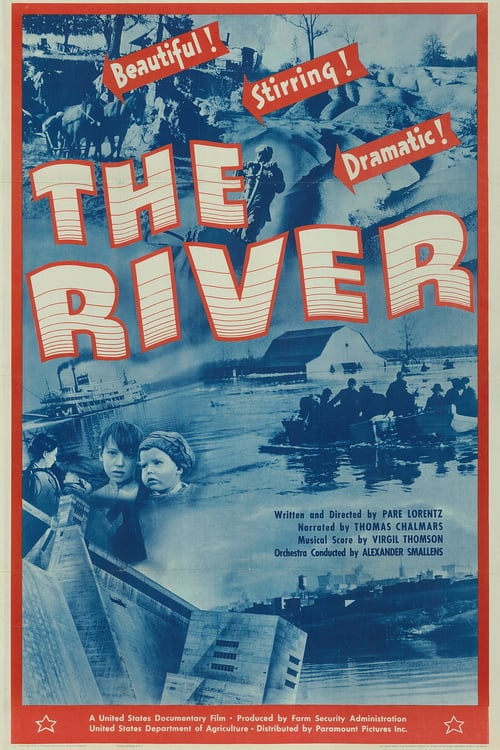 Beautiful!
Stirring!
Dramatic!
THE
RIVER
Written and Directed by PARE LORENTZ
Narrated by THOMAS CHALMARS
Musical Score by VIRGIL THOMSON
Orchestra Conducted by ALEXANDER SMALLENS
A United States Documentary Film • Produced by Farm Security Administration
United States Department of Agriculture • Distributed by Paramount Pictures Inc.